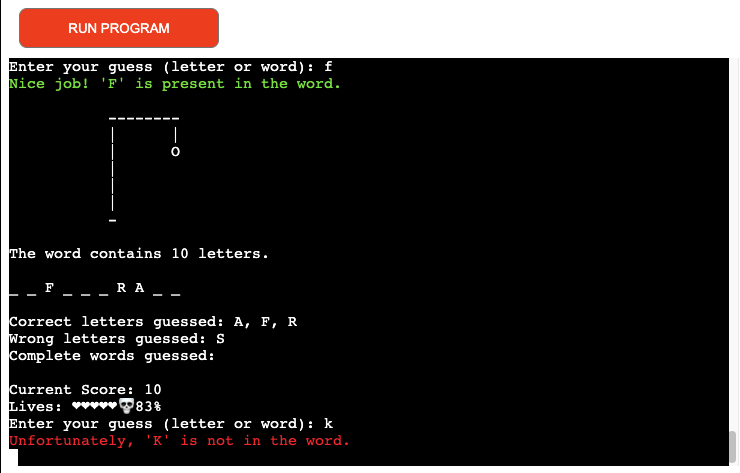 RUN PROGRAM
Enter your guess (letter or word): f
Nice job! 'F' is present in the word.
--------
|       |
|       O
|
|
|
-
The word contains 10 letters.
_ _ F _ _ _ R A _ _
Correct letters guessed: A, F, R
Wrong letters guessed: S
Complete words guessed:
Current Score: 10
Lives: ❤❤❤❤❤💀83%
Enter your guess (letter or word): k
Unfortunately, 'K' is not in the word.